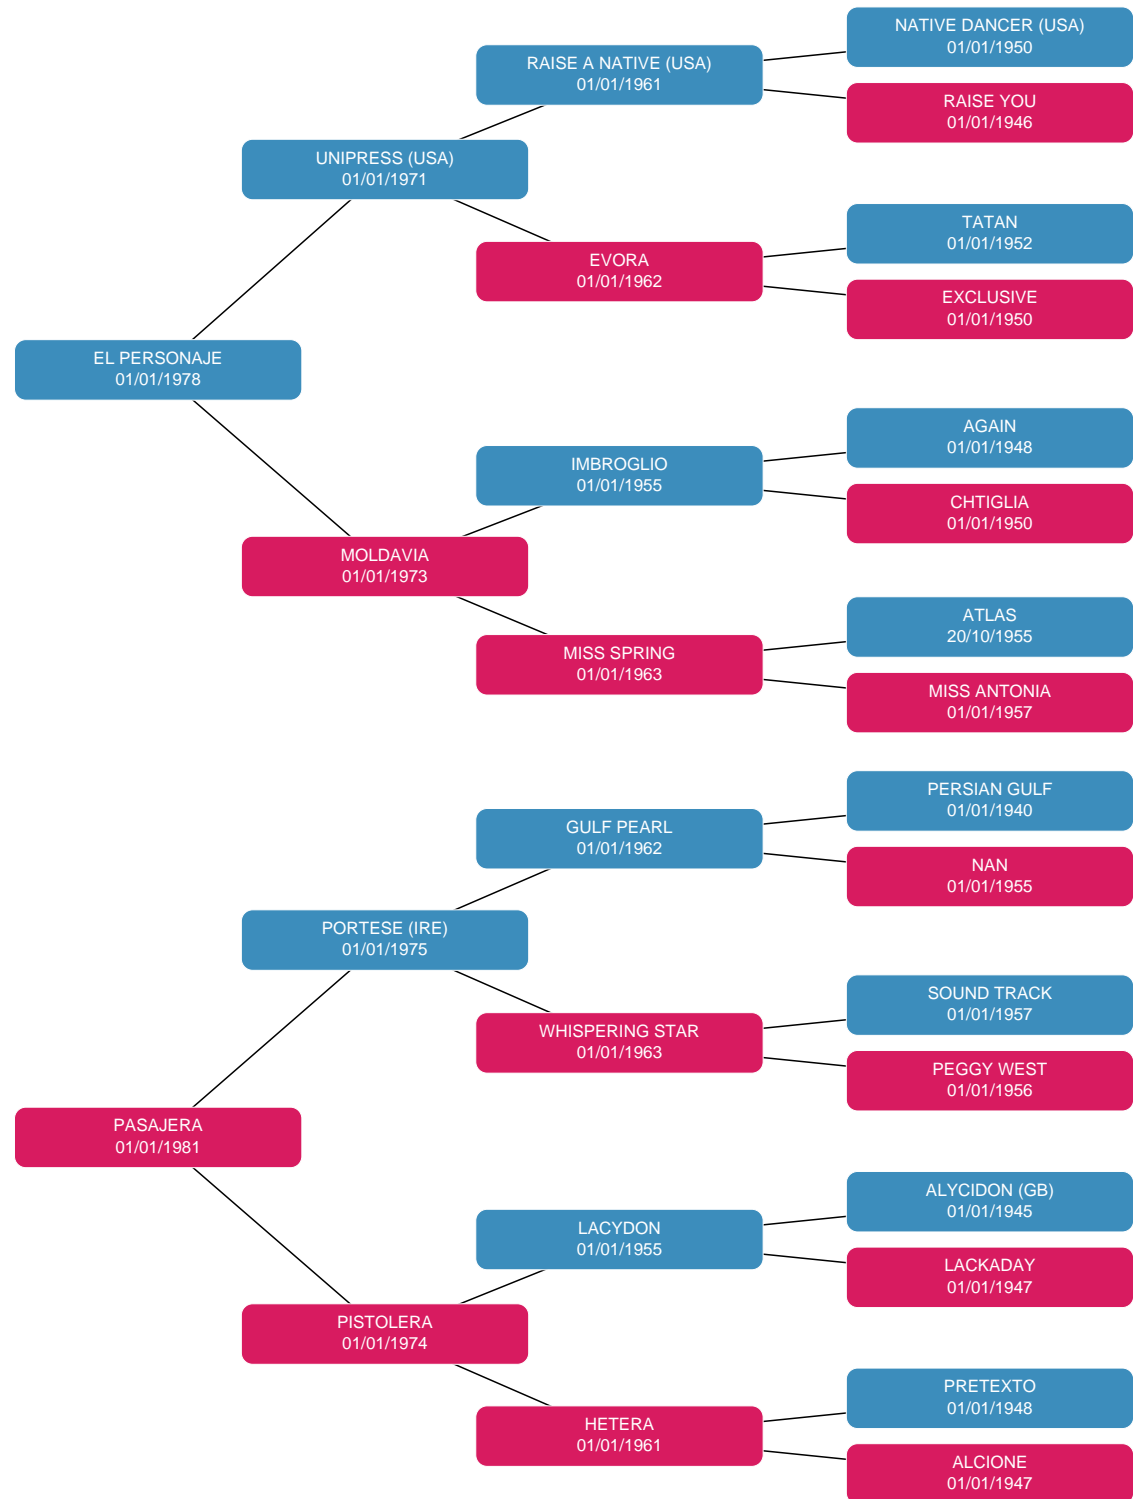 NATIVE DANCER (USA)
01/01/1950
RAISE A NATIVE (USA)
01/01/1961
RAISE YOU
01/01/1946
UNIPRESS (USA)
01/01/1971
TATAN
01/01/1952
EVORA
01/01/1962
EXCLUSIVE
01/01/1950
EL PERSONAJE
01/01/1978
AGAIN
01/01/1948
IMBROGLIO
01/01/1955
CHTIGLIA
01/01/1950
MOLDAVIA
01/01/1973
ATLAS
20/10/1955
MISS SPRING
01/01/1963
MISS ANTONIA
01/01/1957
PERSIAN GULF
01/01/1940
GULF PEARL
01/01/1962
NAN
01/01/1955
PORTESE (IRE)
01/01/1975
SOUND TRACK
01/01/1957
WHISPERING STAR
01/01/1963
PEGGY WEST
01/01/1956
PASAJERA
01/01/1981
ALYCIDON (GB)
01/01/1945
LACYDON
01/01/1955
LACKADAY
01/01/1947
PISTOLERA
01/01/1974
PRETEXTO
01/01/1948
HETERA
01/01/1961
ALCIONE
01/01/1947